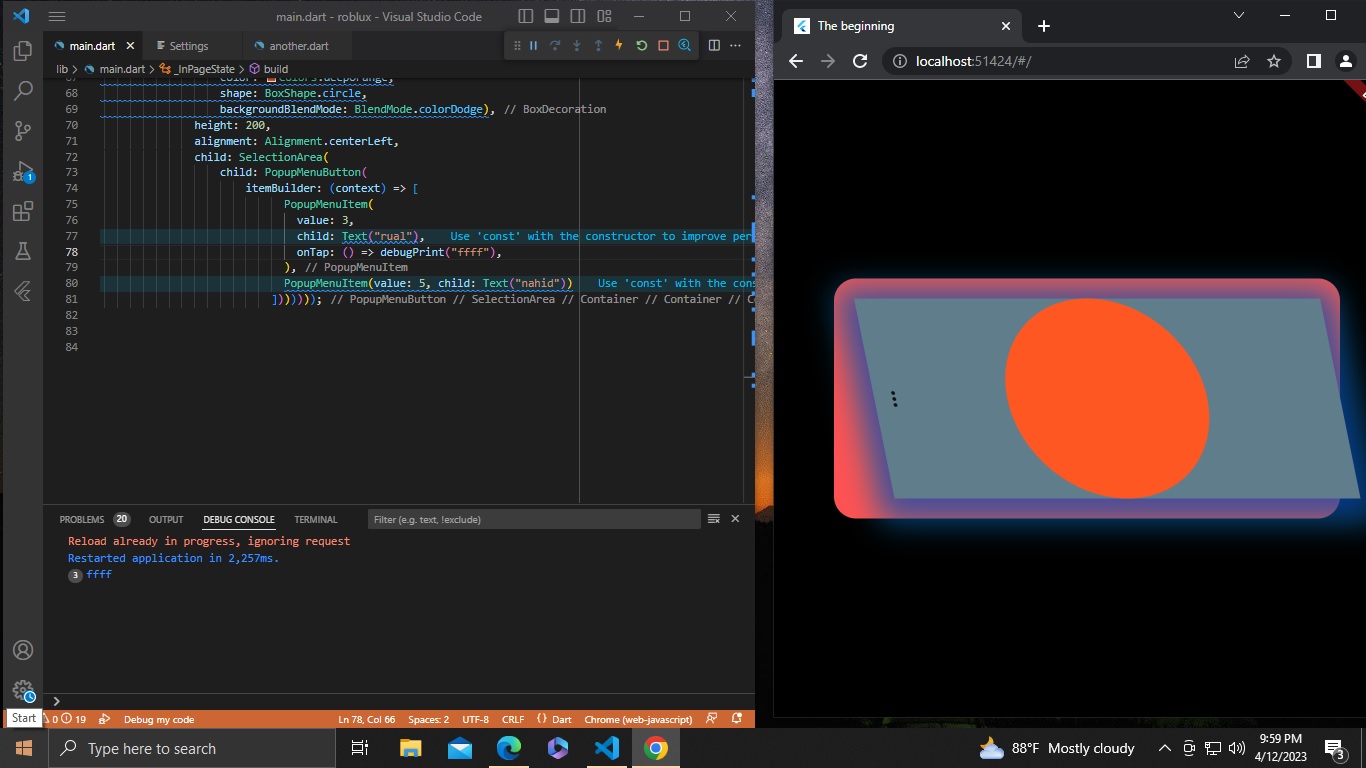 main.dart - roblux - Visual Studio Code
main.dart
Settings
another.dart
lib > main.dart > _InPageState > build
67 color: Colors.deepOrange,
68 shape: BoxShape.circle,
69 backgroundBlendMode: BlendMode.colorDodge), // BoxDecoration
70 height: 200,
71 alignment: Alignment.centerLeft,
72 child: SelectionArea(
73 child: PopupMenuButton(
74 itemBuilder: (context) => [
75 PopupMenuItem(
76 value: 3,
77 child: Text("rual"), Use 'const' with the constructor to improve per
78 onTap: () => debugPrint("ffff"),
79 ), // PopupMenuItem
80 PopupMenuItem(value: 5, child: Text("nahid")) Use 'const' with the cons
81 ])))))); // PopupMenuButton // SelectionArea // Container // Container // C
82
83
84
PROBLEMS 20 OUTPUT DEBUG CONSOLE TERMINAL Filter (e.g. text, !exclude)
Reload already in progress, ignoring request
Restarted application in 2,257ms.
3 ffff
1
Start
0 19 Debug my code Ln 78, Col 66 Spaces: 2 UTF-8 CRLF {} Dart Chrome (web-javascript)
The beginning
localhost:51424/#/
Type here to search
88°F Mostly cloudy
9:59 PM
4/12/2023
3